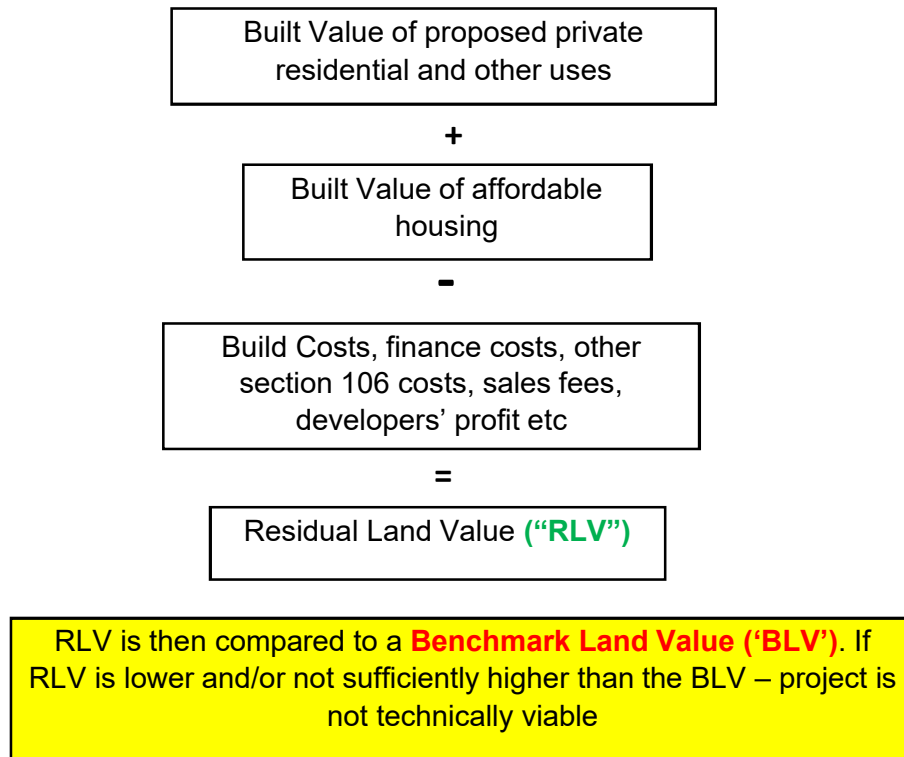 Built Value of proposed private
residential and other uses
+
Built Value of affordable
housing
-
Build Costs, finance costs, other
section 106 costs, sales fees,
developers’ profit etc
=
Residual Land Value (“RLV”)
RLV is then compared to a Benchmark Land Value (‘BLV’). If
RLV is lower and/or not sufficiently higher than the BLV – project is
not technically viable